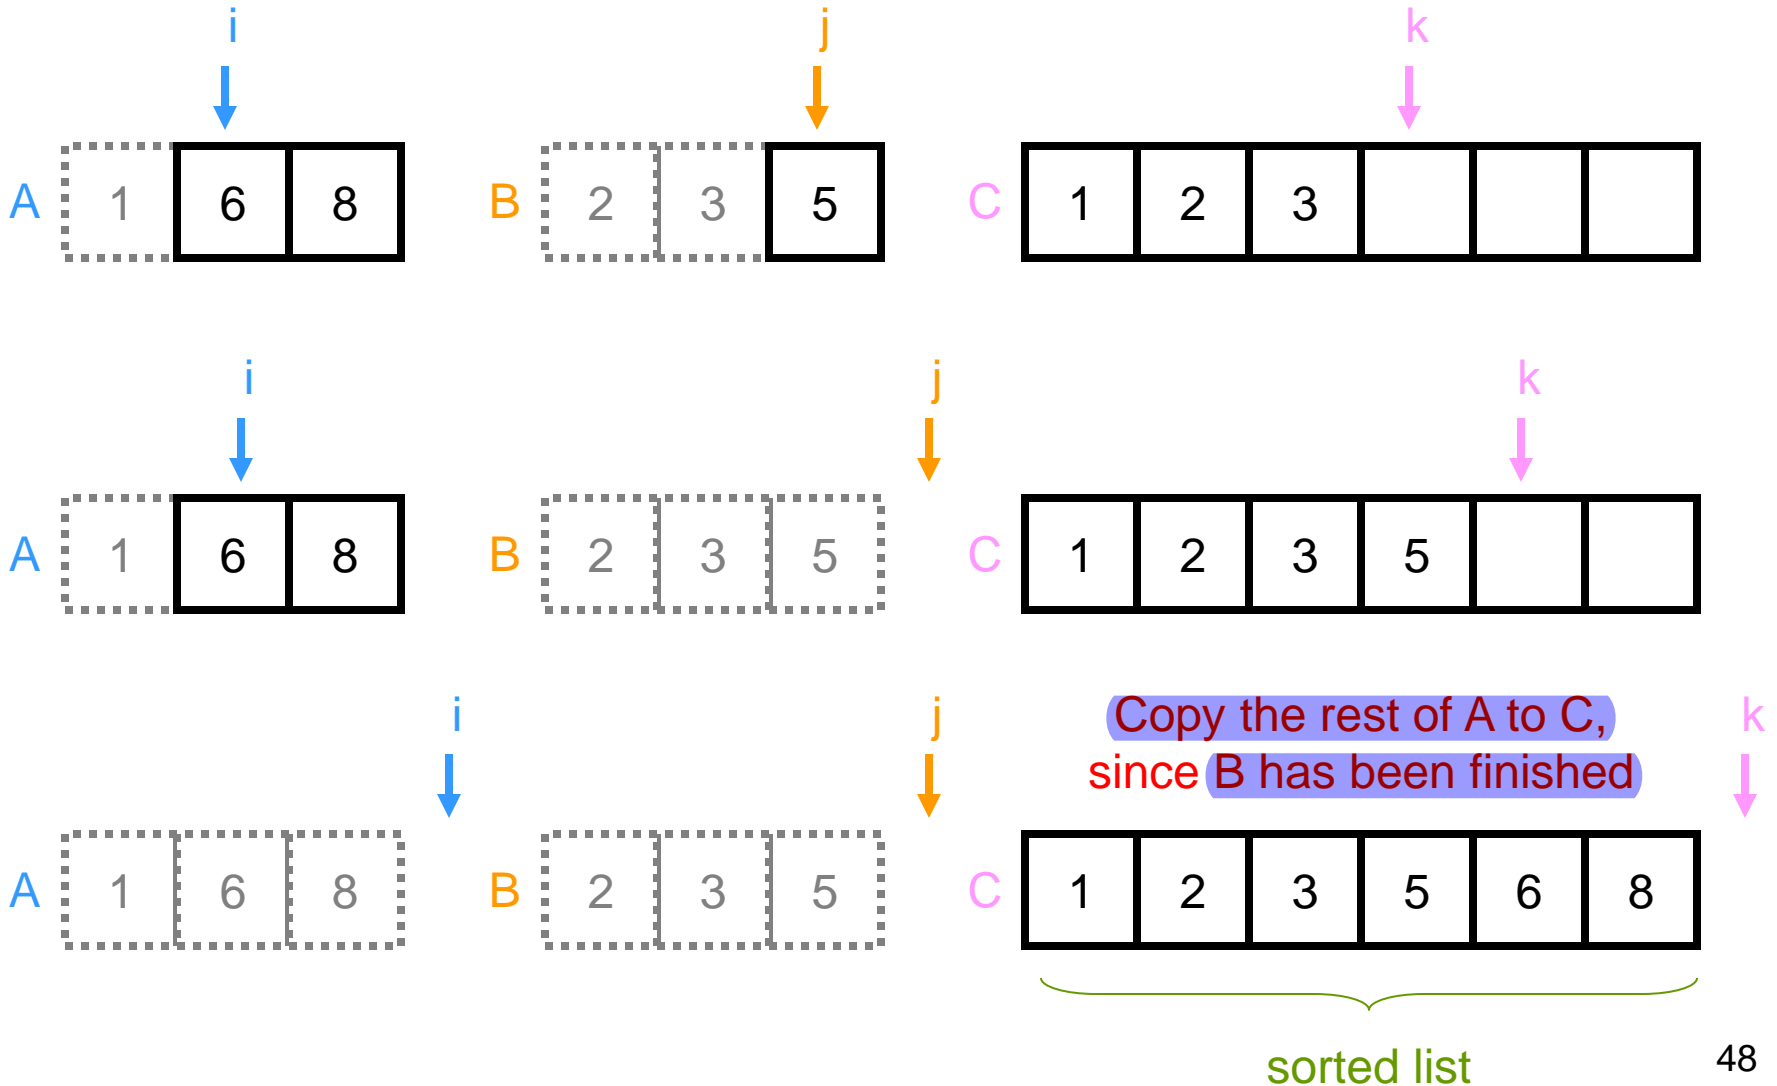 i j k
A 1 6 8 B 2 3 5 C 1 2 3
i j k
A 1 6 8 B 2 3 5 C 1 2 3 5
i j Copy the rest of A to C, k
since B has been finished
A 1 6 8 B 2 3 5 C 1 2 3 5 6 8
sorted list
48